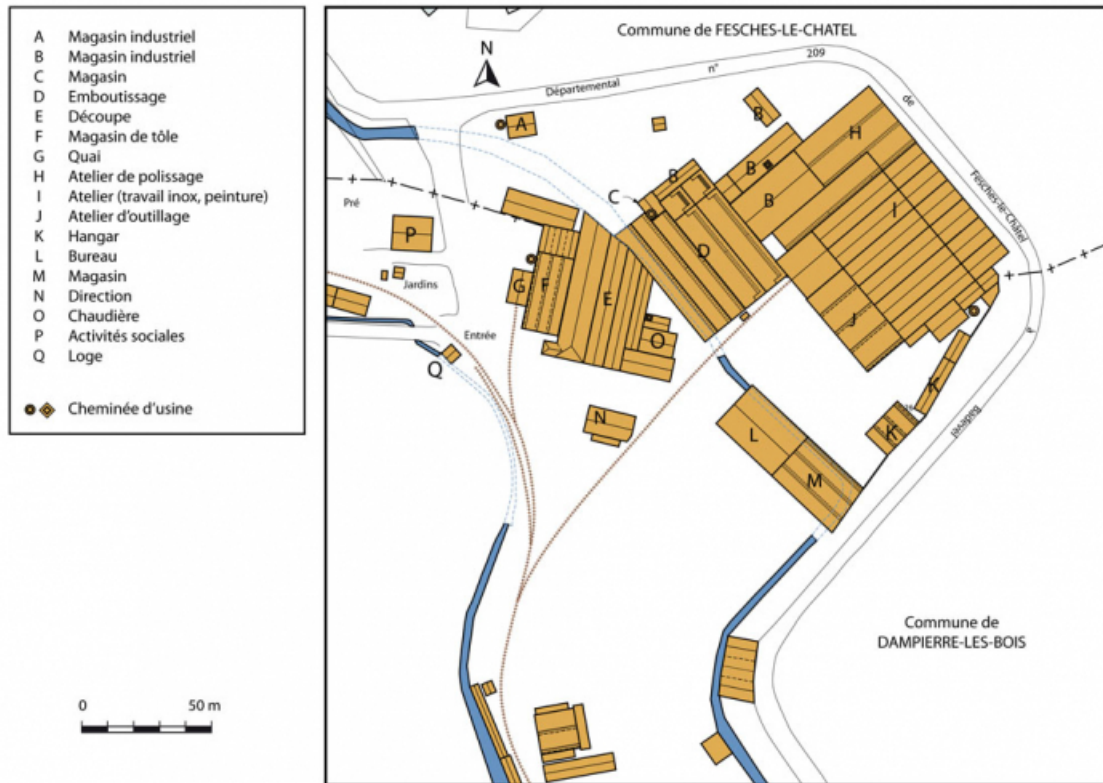 A Magasin industriel
B Magasin industriel
C Magasin
D Emboutissage
E Découpe
F Magasin de tôle
G Quai
H Atelier de polissage
I Atelier (travail inox, peinture)
J Atelier d'outillage
K Hangar
L Bureau
M Magasin
N Direction
O Chaudière
P Activités sociales
Q Loge
Cheminée d'usine
0 50 m
Commune de FESCHES-LE-CHATEL
N
Départemental n° 209 de Fesches-le-Châtel à Badevel
A
B
H
B
B
C
B
I
Pré
P
D
Jardins
G
F
E
J
Entrée
O
Q
K
N
L
K
M
Commune de
DAMPIERRE-LES-BOIS